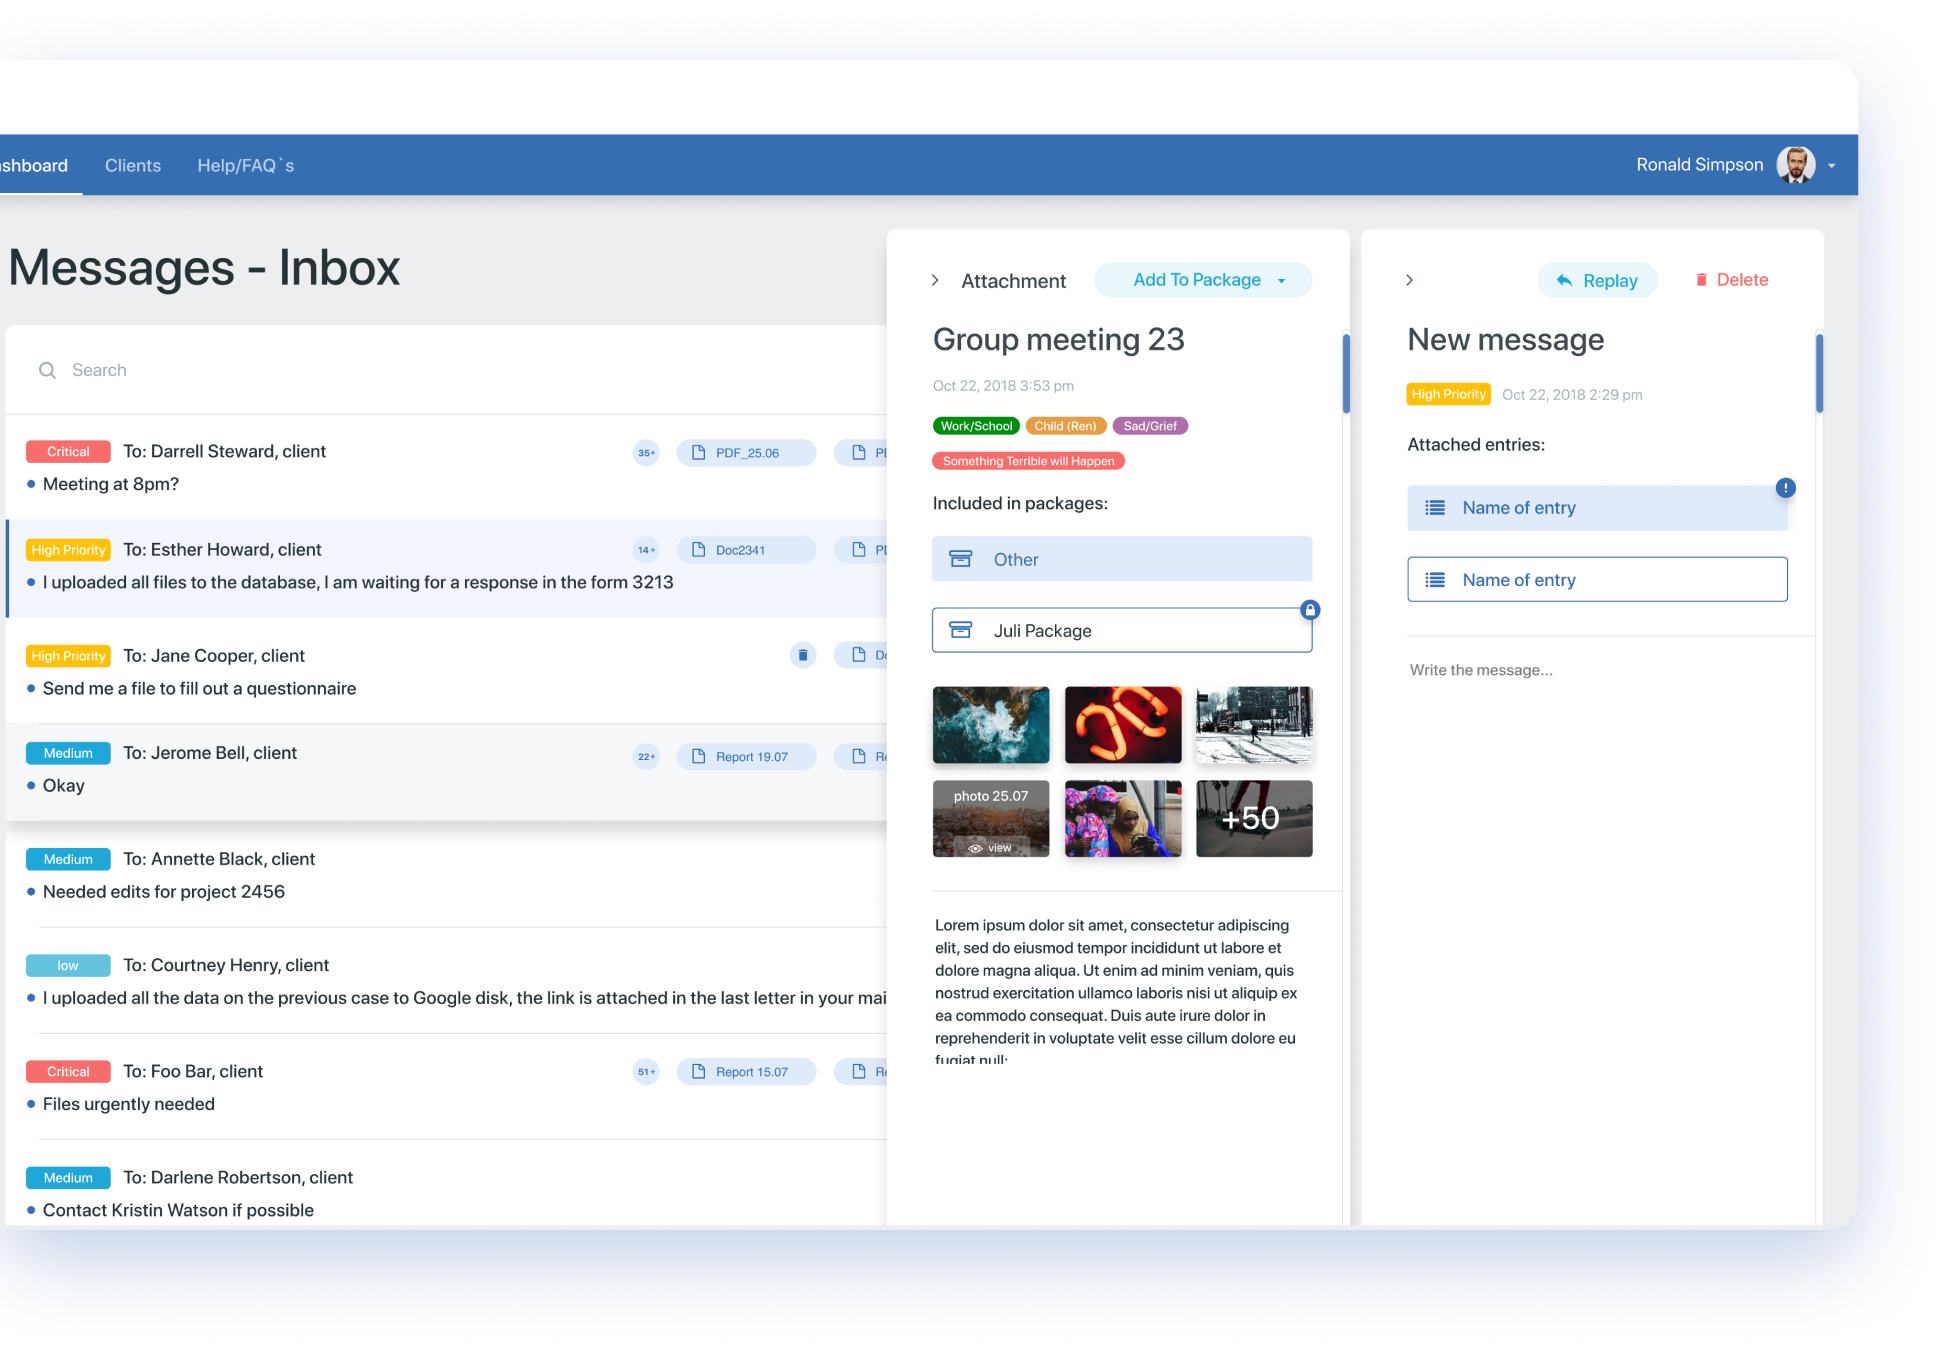 Clients
Help/FAQ`s
Ronald Simpson
Messages - Inbox
Search
Critical
To: Darrell Steward, client
35+
PDF_25.06
Meeting at 8pm?
High Priority
To: Esther Howard, client
14+
Doc2341
I uploaded all files to the database, I am waiting for a response in the form 3213
High Priority
To: Jane Cooper, client
Send me a file to fill out a questionnaire
Medium
To: Jerome Bell, client
22+
Report 19.07
Okay
Medium
To: Annette Black, client
Needed edits for project 2456
low
To: Courtney Henry, client
I uploaded all the data on the previous case to Google disk, the link is attached in the last letter in your mai
Critical
To: Foo Bar, client
51+
Report 15.07
Files urgently needed
Medium
To: Darlene Robertson, client
Contact Kristin Watson if possible
Attachment
Add To Package
Group meeting 23
Oct 22, 2018 3:53 pm
Work/School
Child (Ren)
Sad/Grief
Something Terrible will Happen
Included in packages:
Other
Juli Package
photo 25.07
view
+50
Lorem ipsum dolor sit amet, consectetur adipiscing
elit, sed do eiusmod tempor incididunt ut labore et
dolore magna aliqua. Ut enim ad minim veniam, quis
nostrud exercitation ullamco laboris nisi ut aliquip ex
ea commodo consequat. Duis aute irure dolor in
reprehenderit in voluptate velit esse cillum dolore eu
fugiat null:
Replay
Delete
New message
High Priority
Oct 22, 2018 2:29 pm
Attached entries:
Name of entry
Name of entry
Write the message...